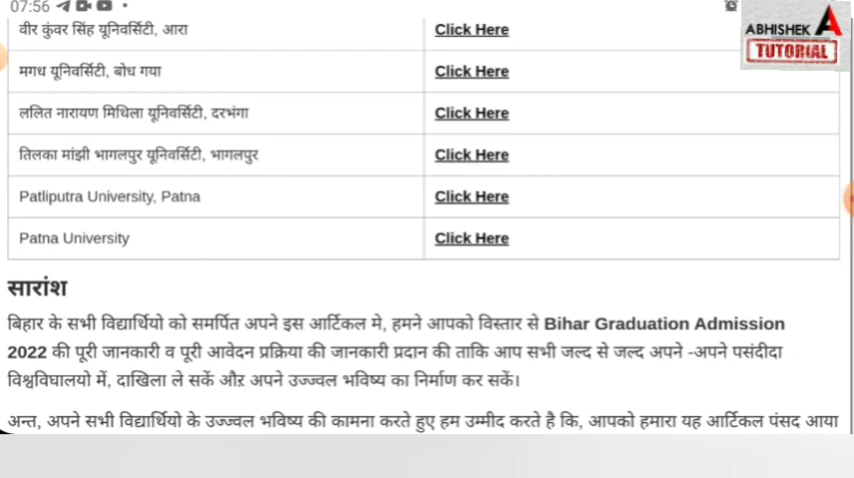 07:56
ABHISHEK A
TUTORIAL
वीर कुंवर सिंह यूनिवर्सिटी, आरा Click Here
मगध यूनिवर्सिटी, बोध गया Click Here
ललित नारायण मिथिला यूनिवर्सिटी, दरभंगा Click Here
तिलका मांझी भागलपुर यूनिवर्सिटी, भागलपुर Click Here
Patliputra University, Patna Click Here
Patna University Click Here
सारांश
बिहार के सभी विद्यार्थियो को समर्पित अपने इस आर्टिकल मे, हमने आपको विस्तार से Bihar Graduation Admission
2022 की पूरी जानकारी व पूरी आवेदन प्रक्रिया की जानकारी प्रदान की ताकि आप सभी जल्द से जल्द अपने -अपने पसंदीदा
विश्वविघालयो में, दाखिला ले सकें औऱ अपने उज्ज्वल भविष्य का निर्माण कर सकें।
अन्त, अपने सभी विद्यार्थियो के उज्ज्वल भविष्य की कामना करते हुए हम उम्मीद करते है कि, आपको हमारा यह आर्टिकल पंसद आया